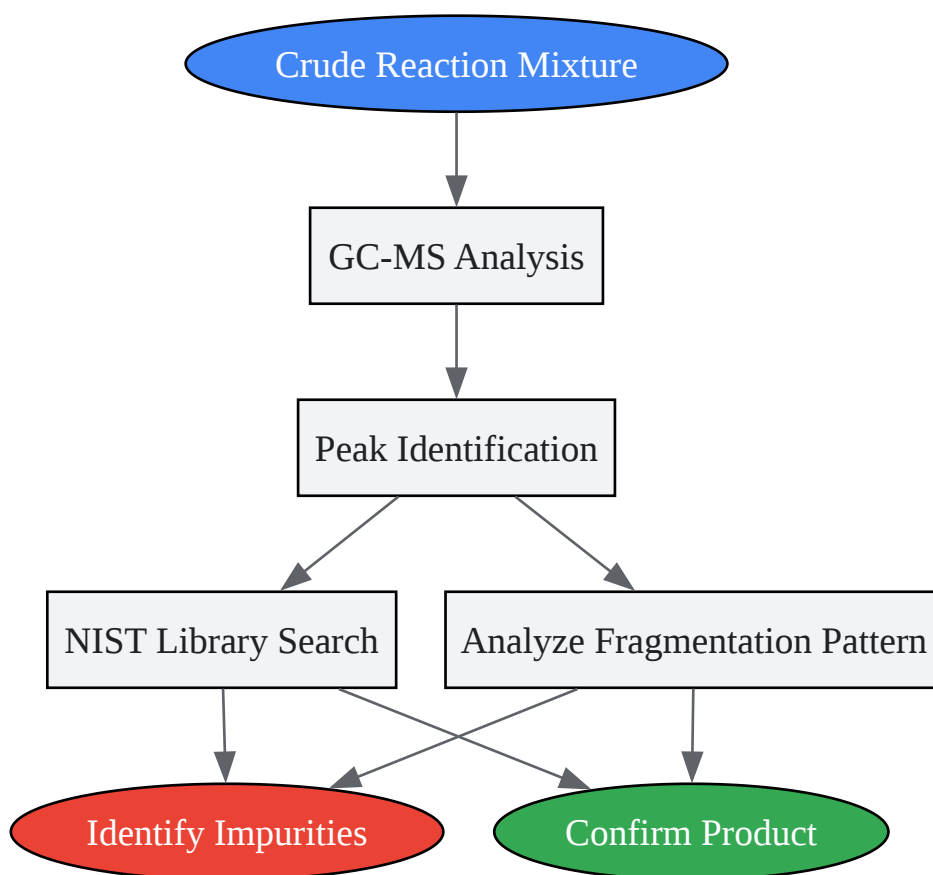 Crude Reaction Mixture
GC-MS Analysis
Peak Identification
NIST Library Search
Analyze Fragmentation Pattern
Identify Impurities
Confirm Product